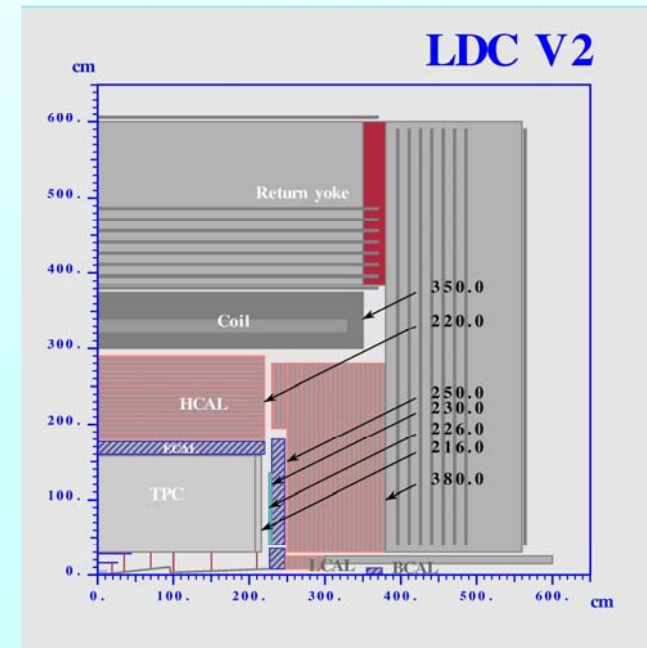 LDC V2
cm
600.
500.
400.
300.
200.
100.
0.
Return yoke
350.0
Coil
220.0
250.0
HCAL
230.0
226.0
ECAL
216.0
TPC
380.0
LCAL
BCAL
0. 100. 200. 300. 400. 500. 600.
cm